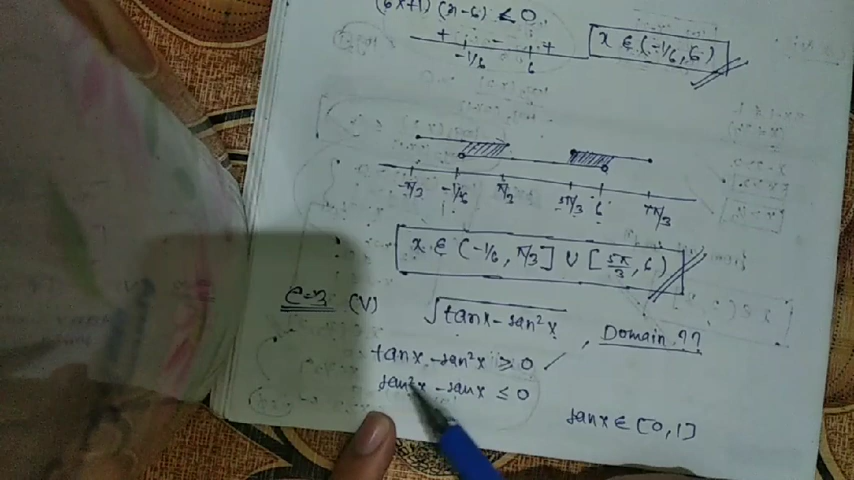 (6x+1) (x-6) < 0
+ - +
-1/6 6
x ∈ (-1/6, 6)
-π/3 -1/6 π/3 5π/3 6 7π/3
x ∈ (-1/6, π/3] ∪ [5π/3, 6)
(V) √tanx - tan²x , Domain ??
tanx - tan²x ≥ 0 ✓
tan²x - tanx ≤ 0
tanx ∈ [0, 1]